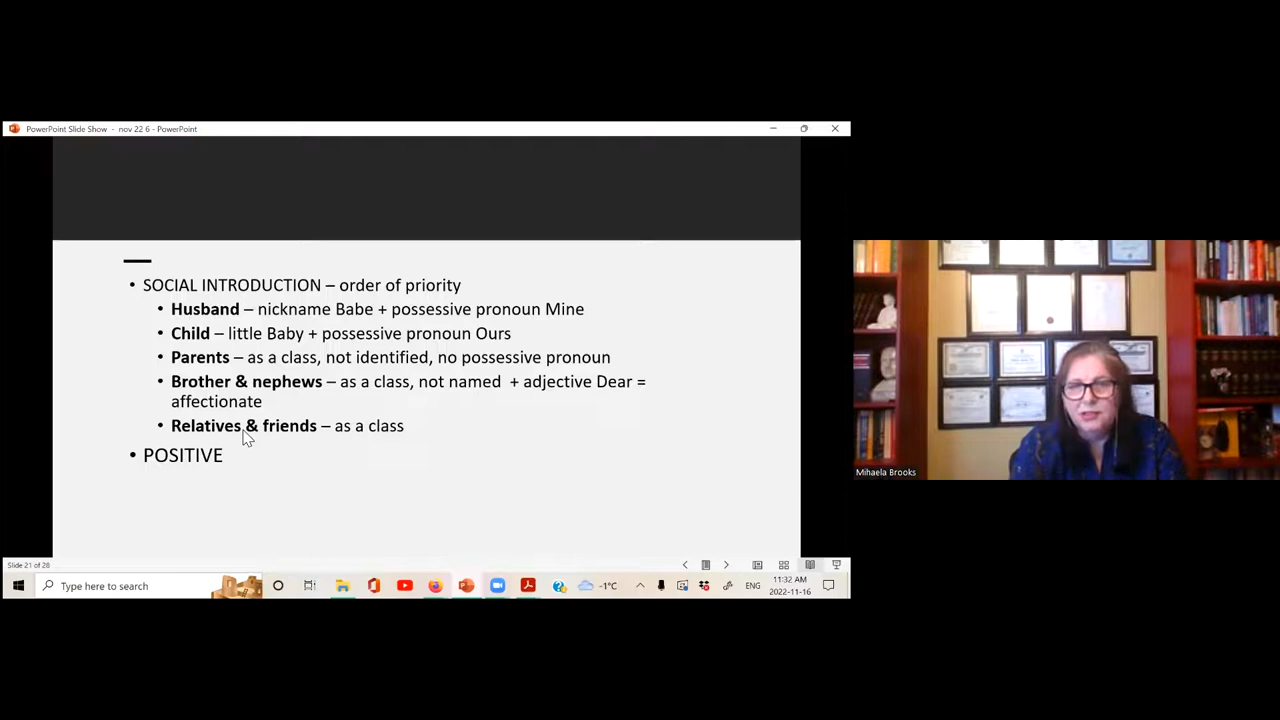 PowerPoint Slide Show - nov 22 6 - PowerPoint
• SOCIAL INTRODUCTION – order of priority
• Husband – nickname Babe + possessive pronoun Mine
• Child – little Baby + possessive pronoun Ours
• Parents – as a class, not identified, no possessive pronoun
• Brother & nephews – as a class, not named + adjective Dear =
affectionate
• Relatives & friends – as a class
• POSITIVE
Mihaela Brooks
Slide 21 of 28
Type here to search
-1°C
ENG
11:32 AM
2022-11-16